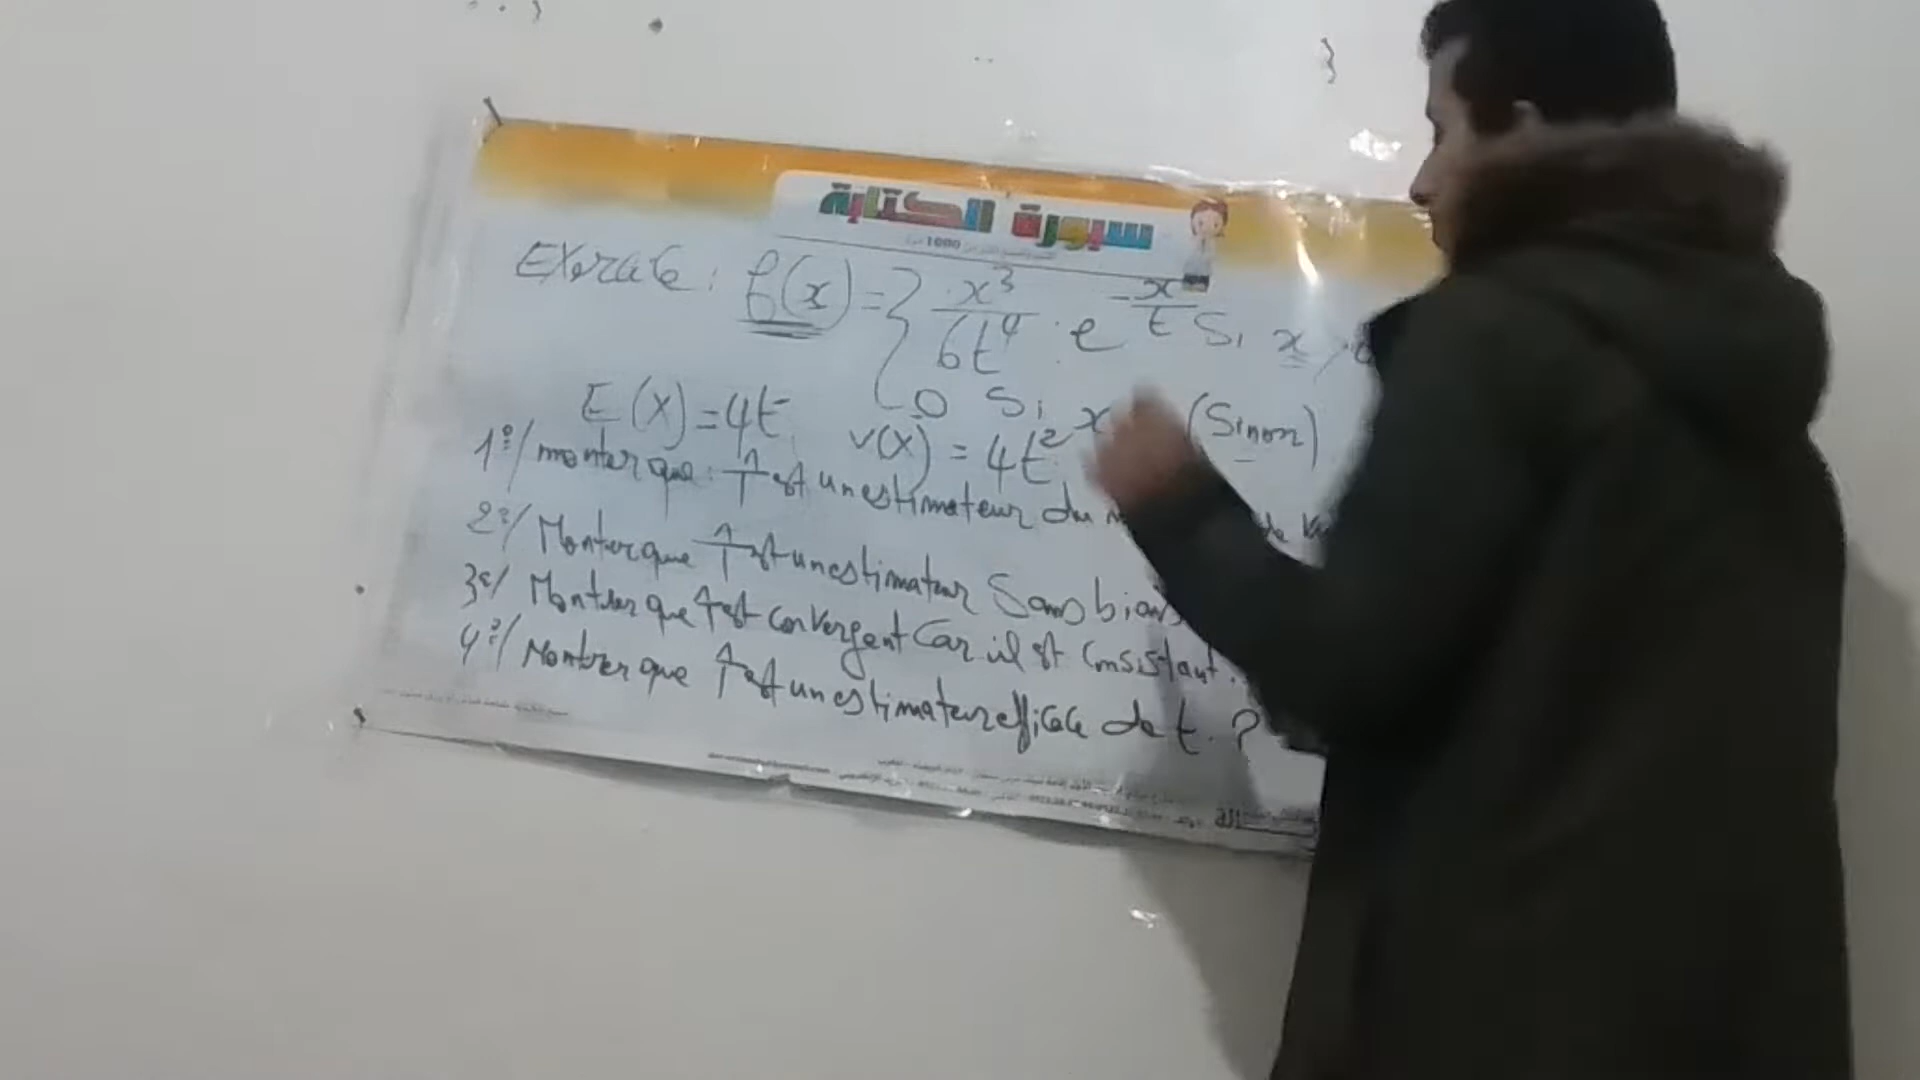 سبورة الكتابة
Exercice : f(x) = { x³/6t⁴ . e^(-x/t) Si x >
0 Si x (Sinon)
E(X) = 4t V(X) = 4t²
1°/ monter que T̂ est un estimateur du
2°/ Montrer que T̂ est un estimateur Sans biais
3°/ Montrer que T̂ est convergent Car il est Consistant.
4°/ Montrer que T̂ est un estimateur efficace de t. ?